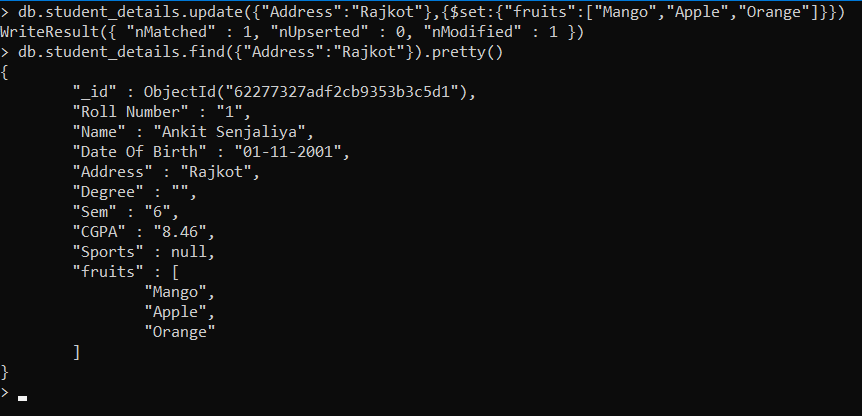 > db.student_details.update({"Address":"Rajkot"},{$set:{"fruits":["Mango","Apple","Orange"]}})
WriteResult({ "nMatched" : 1, "nUpserted" : 0, "nModified" : 1 })
> db.student_details.find({"Address":"Rajkot"}).pretty()
{
        "_id" : ObjectId("62277327adf2cb9353b3c5d1"),
        "Roll Number" : "1",
        "Name" : "Ankit Senjaliya",
        "Date Of Birth" : "01-11-2001",
        "Address" : "Rajkot",
        "Degree" : "",
        "Sem" : "6",
        "CGPA" : "8.46",
        "Sports" : null,
        "fruits" : [
                "Mango",
                "Apple",
                "Orange"
        ]
}
>